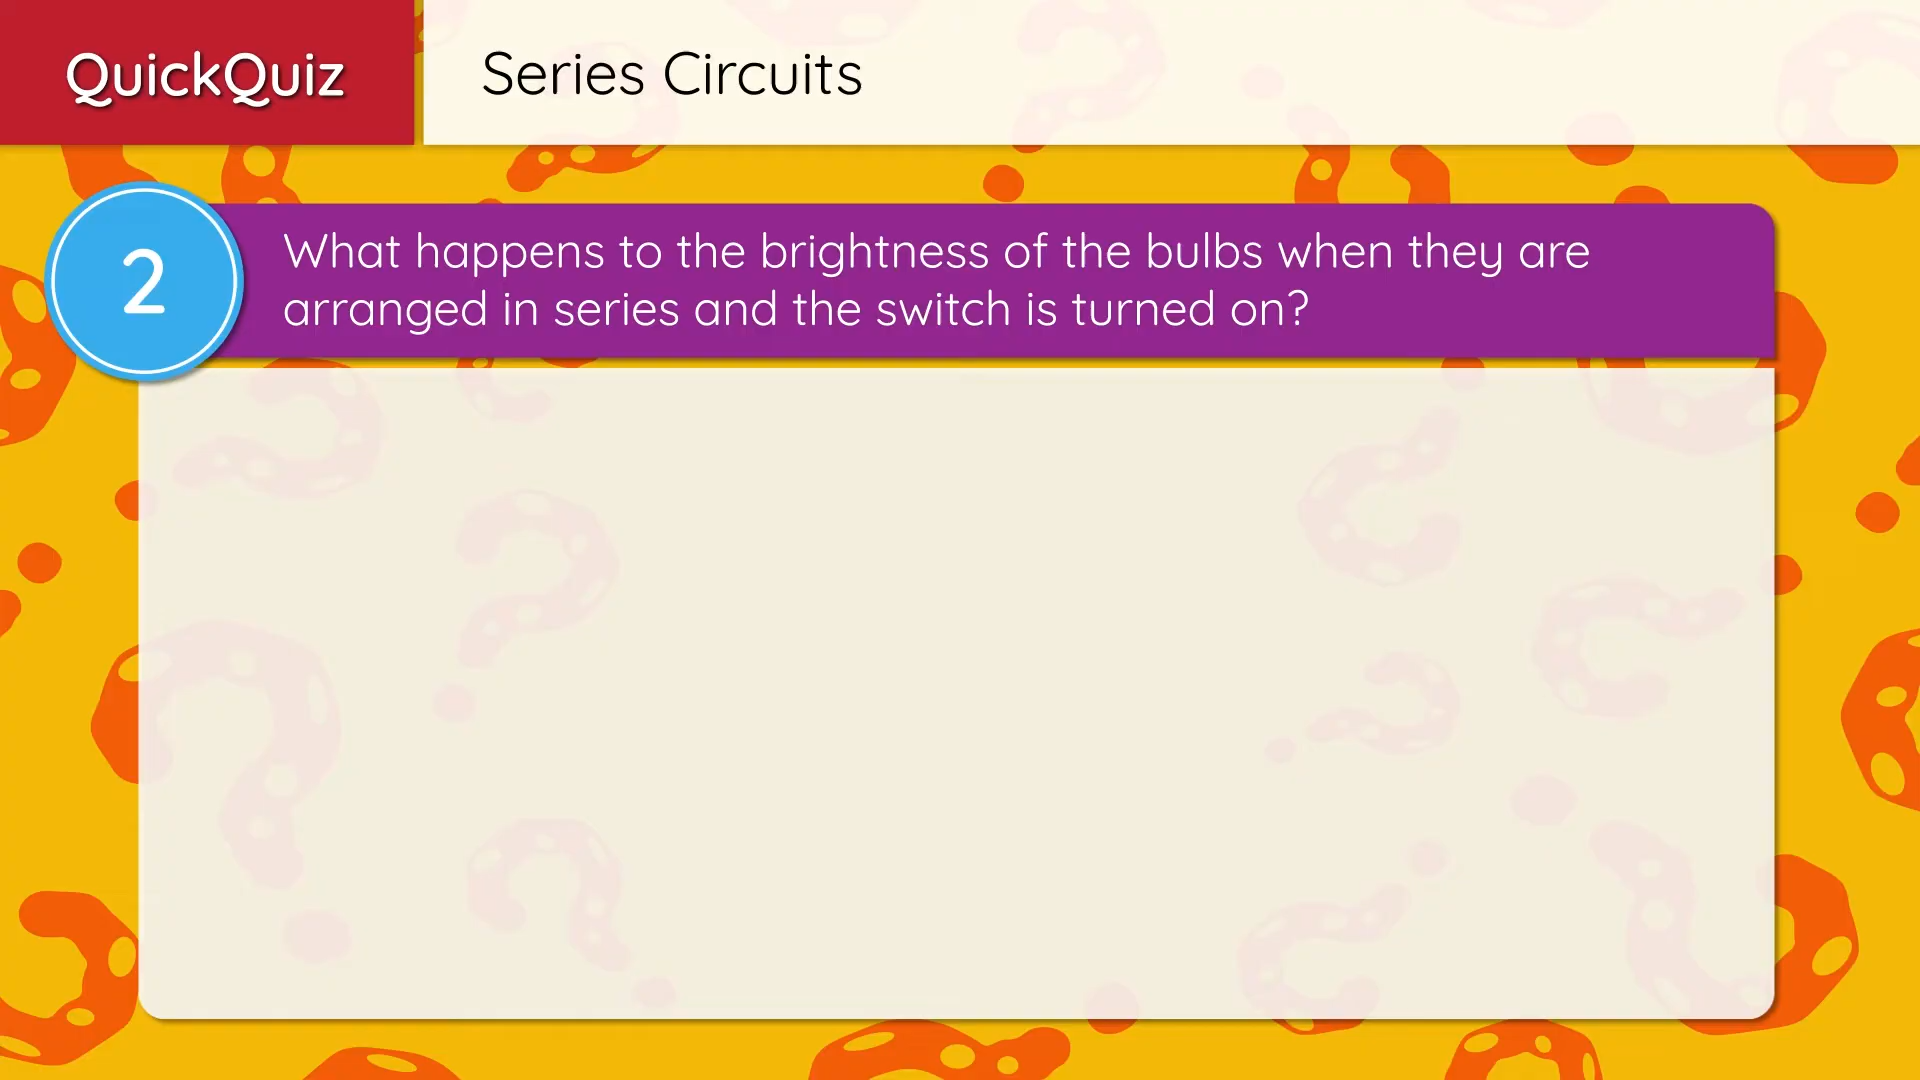 QuickQuiz
Series Circuits
2
What happens to the brightness of the bulbs when they are
arranged in series and the switch is turned on?